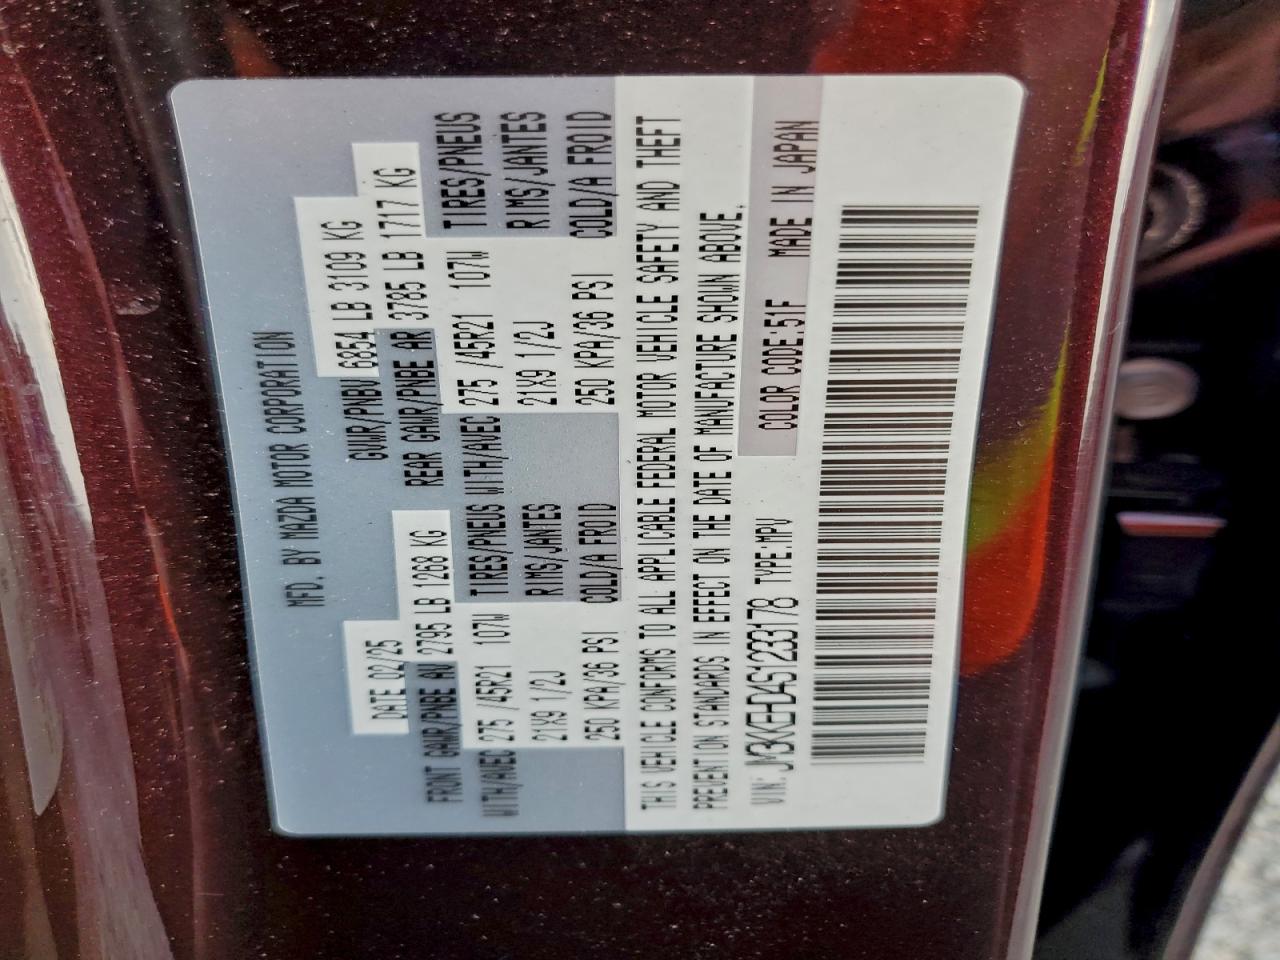 MFD. BY MAZDA MOTOR CORPORATION
DATE 02/25 GVWR/PNBV 6854 LB 3109 KG
FRONT GAWR/PNBE AV 2795 LB 1268 KG REAR GAWR/PNBE AR 3785 LB 1717 KG
WITH/AVEC 275 /45R21 107W TIRES/PNEUS WITH/AVEC 275 /45R21 107W TIRES/PNEUS
21X9 1/2J RIMS/JANTES 21X9 1/2J RIMS/JANTES
250 KPA/36 PSI COLD/A FROID 250 KPA/36 PSI COLD/A FROID
THIS VEHICLE CONFORMS TO ALL APPLICABLE FEDERAL MOTOR VEHICLE SAFETY AND THEFT
PREVENTION STANDARDS IN EFFECT ON THE DATE OF MANUFACTURE SHOWN ABOVE.
VIN: JM3KKEHD4S1233178 TYPE:MPV COLOR CODE:51F MADE IN JAPAN